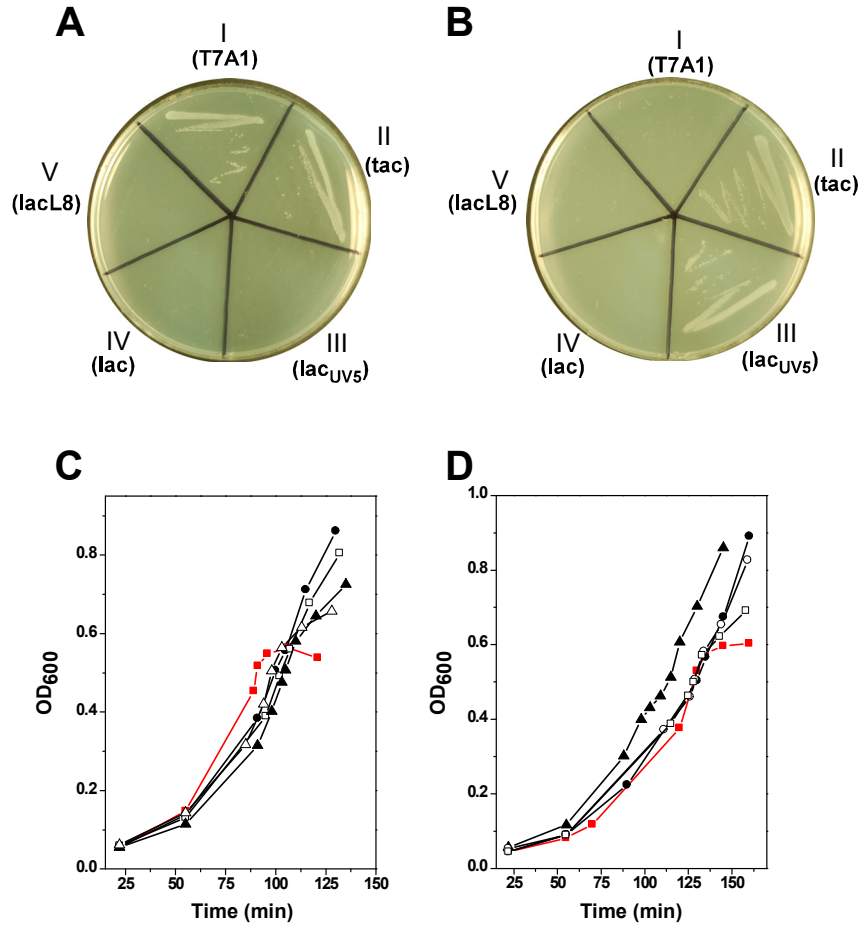 A
I
(T7A1)
II
(tac)
III
(lacUV5)
IV
(lac)
V
(lacL8)
B
I
(T7A1)
II
(tac)
III
(lacUV5)
IV
(lac)
V
(lacL8)
C
OD600
0.8
0.6
0.4
0.2
0.0
25 50 75 100 125 150
Time (min)
D
OD600
1.0
0.8
0.6
0.4
0.2
0.0
25 50 75 100 125 150
Time (min)